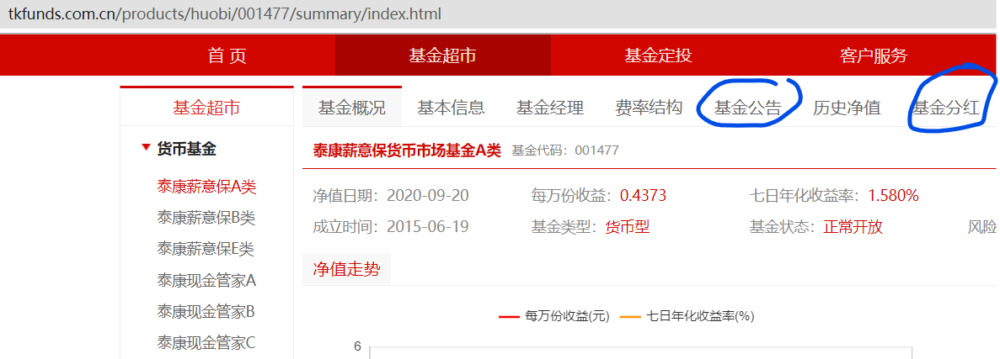 tkfunds.com.cn/products/huobi/001477/summary/index.html
首 页 基金超市 基金定投 客户服务
基金超市 基金概况 基本信息 基金经理 费率结构 基金公告 历史净值 基金分红
货币基金 泰康薪意保货币市场基金A类 基金代码：001477
泰康薪意保A类 净值日期：2020-09-20 每万份收益：0.4373 七日年化收益率：1.580%
泰康薪意保B类 成立时间：2015-06-19 基金类型：货币型 基金状态：正常开放 风险
泰康薪意保E类
泰康现金管家A 净值走势
泰康现金管家B 每万份收益(元) 七日年化收益率(%)
泰康现金管家C 6